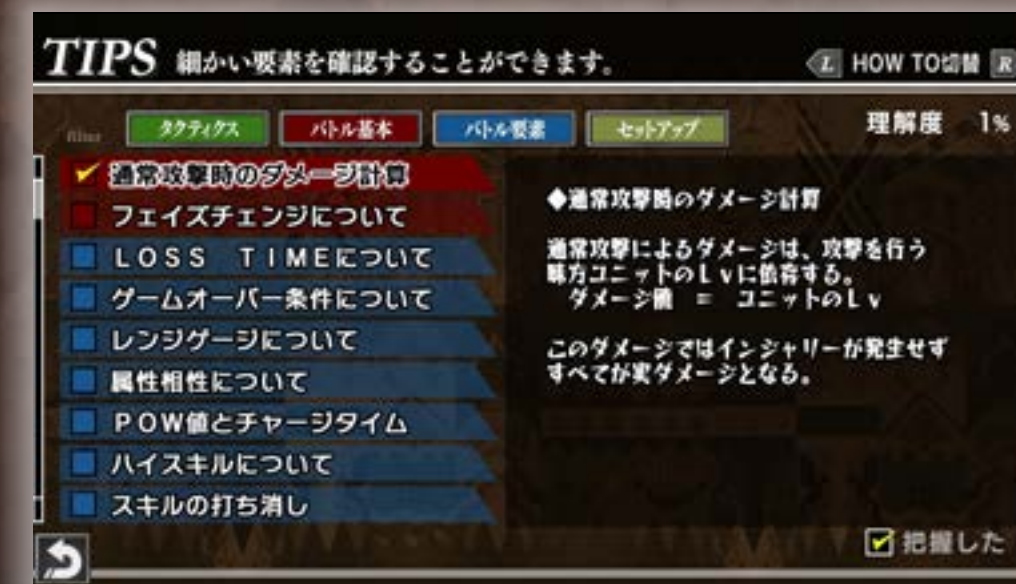 TIPS 細かい要素を確認することができます。
L HOW TO切替 R
filter タクティクス バトル基本 バトル要素 セットアップ
理解度 1%
通常攻撃時のダメージ計算
フェイズチェンジについて
LOSS TIMEについて
ゲームオーバー条件について
レンジゲージについて
属性相性について
POW値とチャージタイム
ハイスキルについて
スキルの打ち消し
◆通常攻撃時のダメージ計算
通常攻撃によるダメージは、攻撃を行う
味方ユニットのLvに依存する。
ダメージ値 = ユニットのLv
このダメージではインジャリーが発生せず
すべてが実ダメージとなる。
把握した